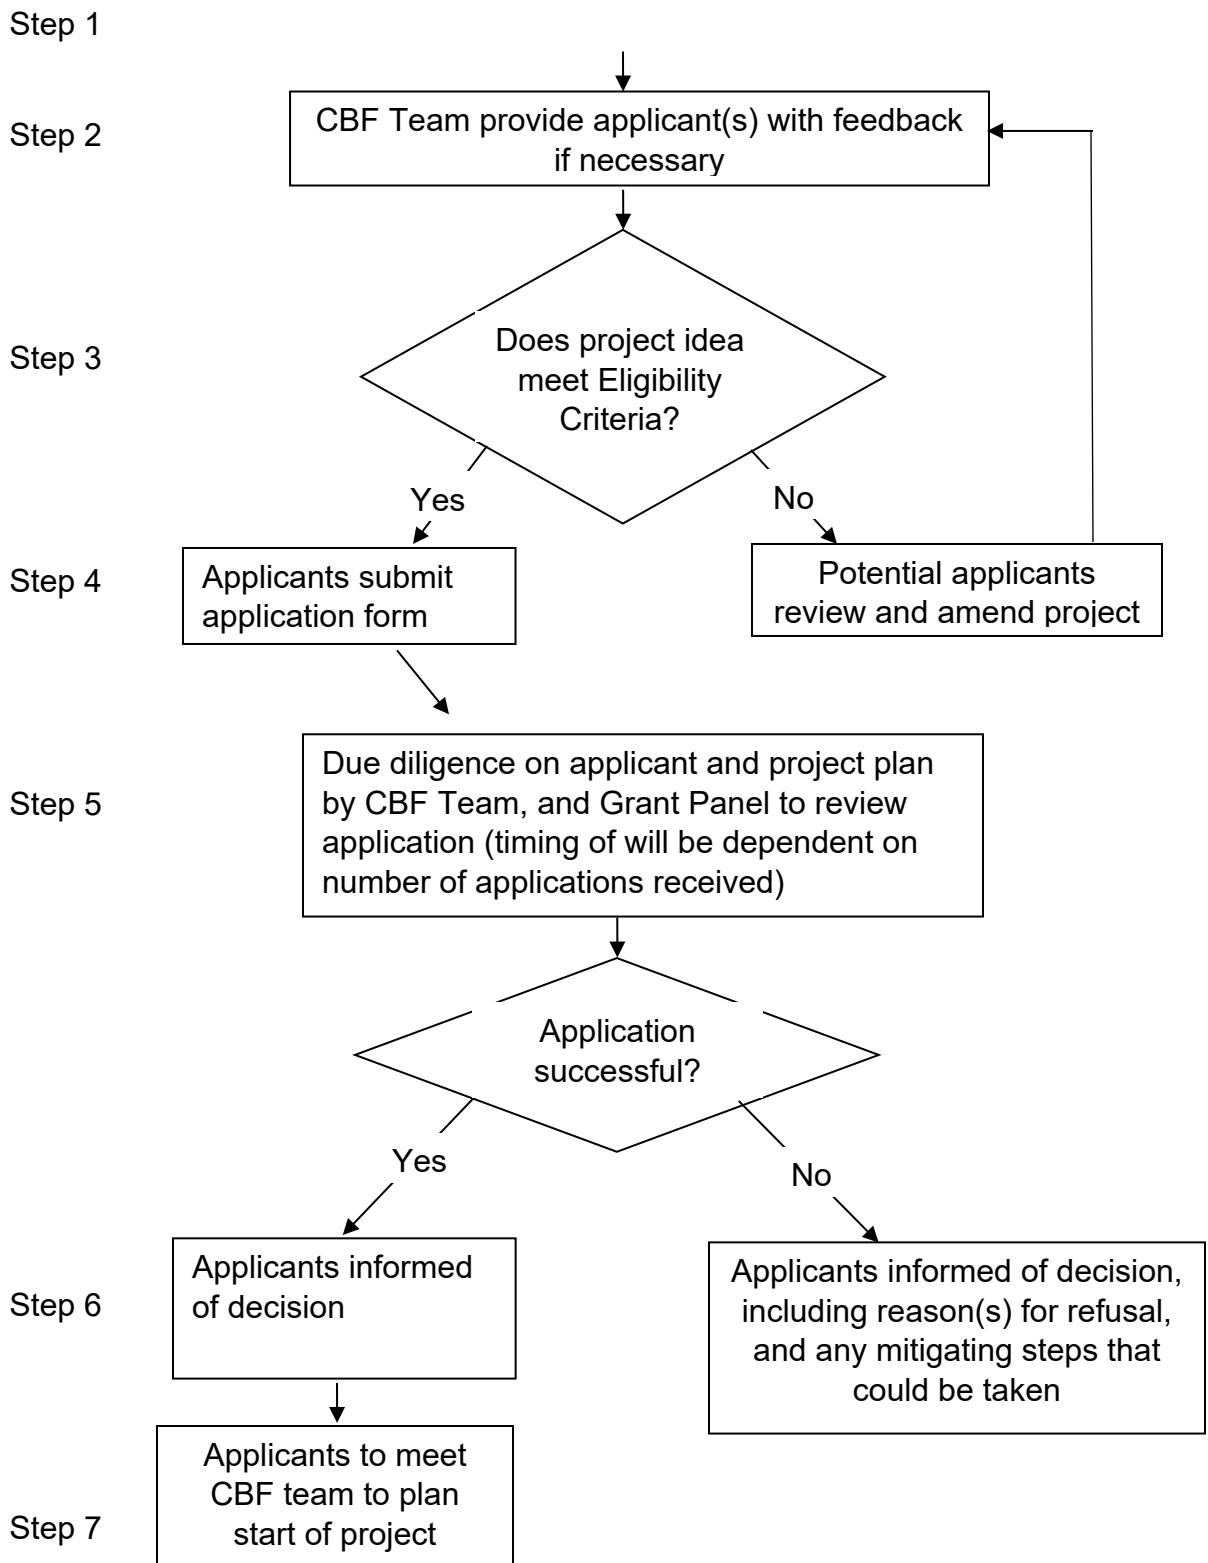 Step 1
Step 2
CBF Team provide applicant(s) with feedback
if necessary
Step 3
Does project idea
meet Eligibility
Criteria?
Yes
No
Step 4
Applicants submit
application form
Potential applicants
review and amend project
Step 5
Due diligence on applicant and project plan
by CBF Team, and Grant Panel to review
application (timing of will be dependent on
number of applications received)
Application
successful?
Yes
No
Step 6
Applicants informed
of decision
Applicants informed of decision,
including reason(s) for refusal,
and any mitigating steps that
could be taken
Step 7
Applicants to meet
CBF team to plan
start of project